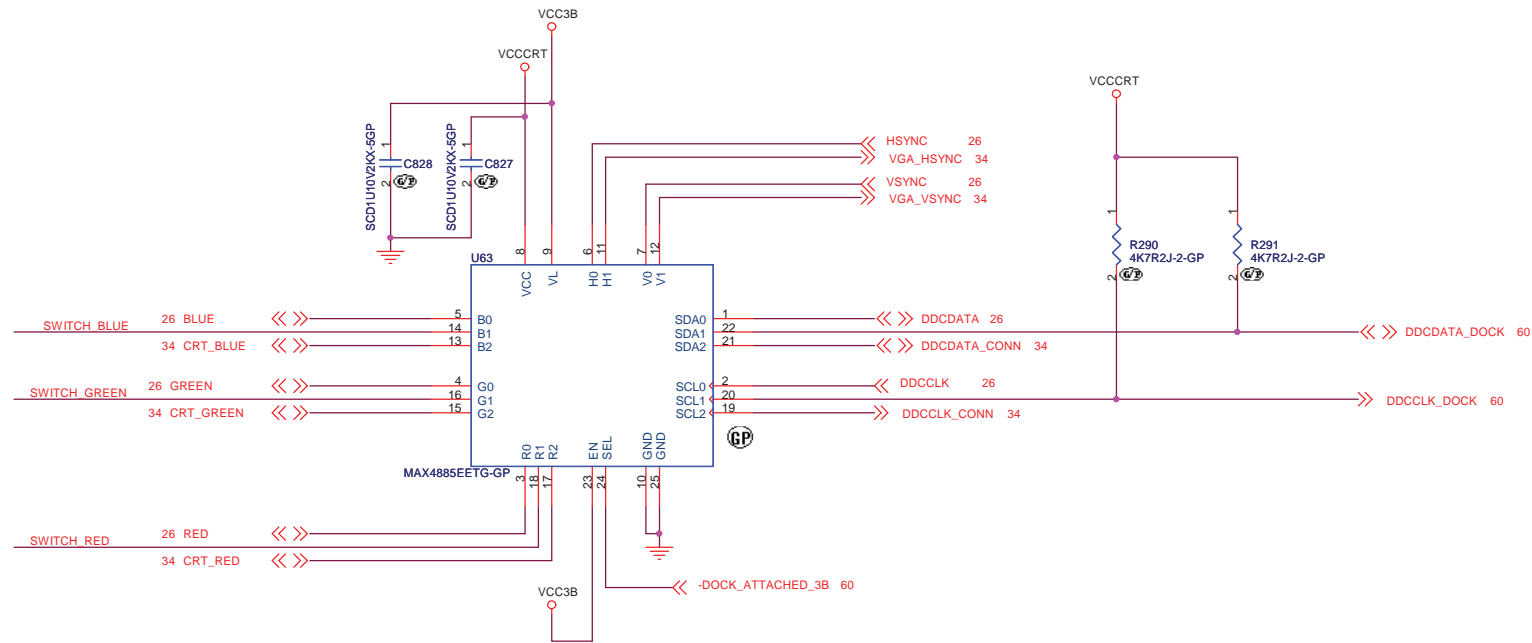 VCC3B
VCCCRT
VCCCRT
SCD1U10V2KX-5GP
1
2
C828
G/P
SCD1U10V2KX-5GP
1
2
C827
G/P
HSYNC 26
VGA_HSYNC 34
VSYNC 26
VGA_VSYNC 34
1
R290
4K7R2J-2-GP
2
G/P
1
R291
4K7R2J-2-GP
2
G/P
8
9
6
11
7
12
U63
VCC
VL
H0
H1
V0
V1
26 BLUE
5
B0
SWITCH_BLUE
14
B1
34 CRT_BLUE
13
B2
SDA0
1
DDCDATA 26
SDA1
22
DDCDATA_DOCK 60
SDA2
21
DDCDATA_CONN 34
26 GREEN
4
G0
SWITCH_GREEN
16
G1
34 CRT_GREEN
15
G2
SCL0
2
DDCCLK 26
SCL1
20
DDCCLK_DOCK 60
SCL2
19
DDCCLK_CONN 34
GP
R0
R1
R2
EN
SEL
GND
GND
MAX4885EETG-GP
3
18
17
23
24
10
25
26 RED
SWITCH_RED
34 CRT_RED
-DOCK_ATTACHED_3B 60
VCC3B